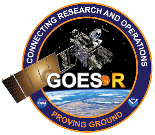 CONNECTING RESEARCH AND OPERATIONS
GOES-R
PROVING GROUND